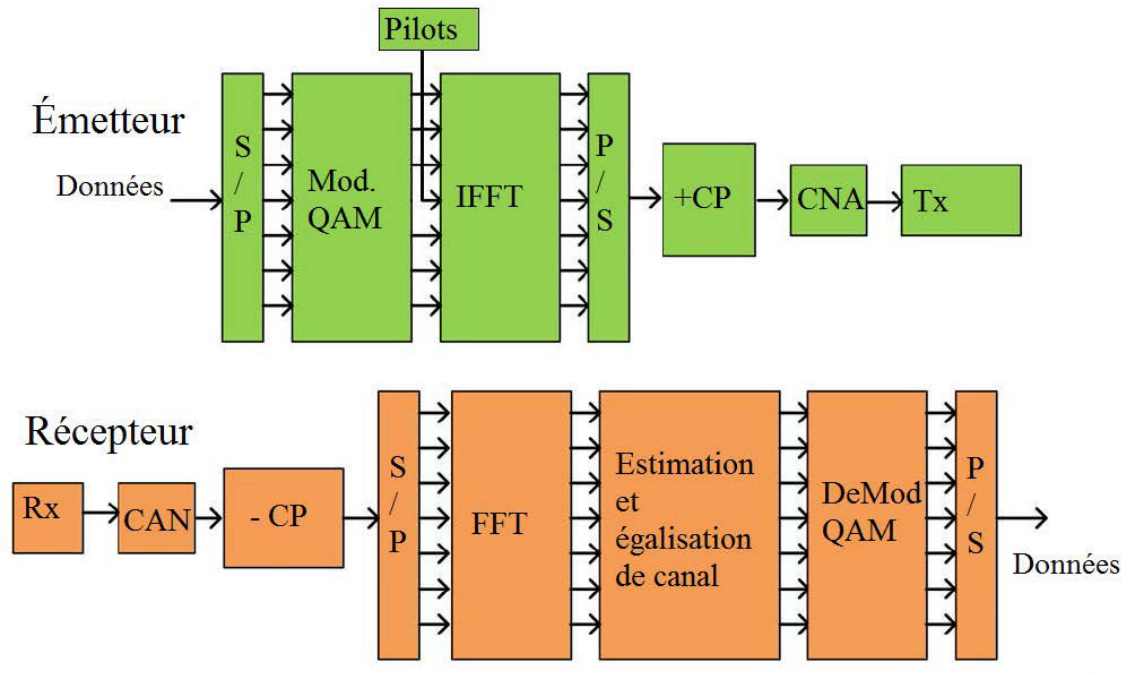 Pilots
Émetteur
Données
S
/
P
Mod.
QAM
IFFT
P
/
S
+CP
CNA
Tx
Récepteur
Rx
CAN
- CP
S
/
P
FFT
Estimation
et
égalisation
de canal
DeMod
QAM
P
/
S
Données